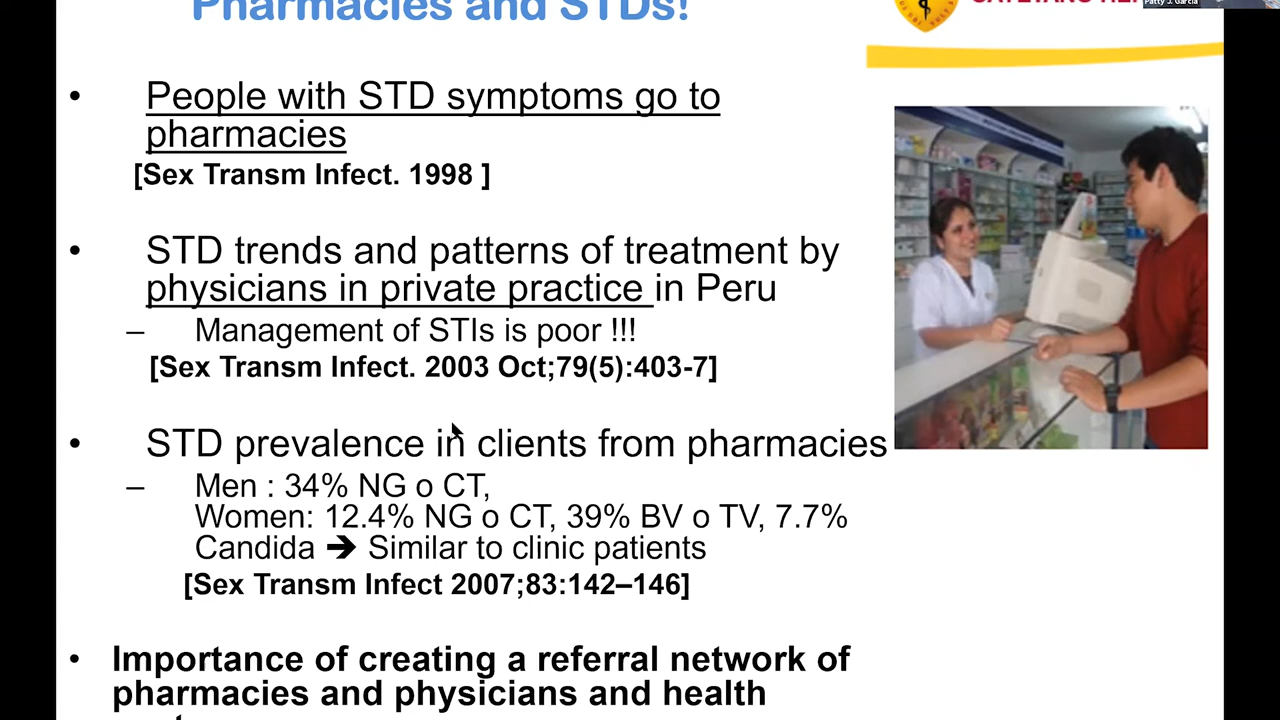 Pharmacies and STDs!
Patty J. Garcia
• People with STD symptoms go to
pharmacies
[Sex Transm Infect. 1998 ]
• STD trends and patterns of treatment by
physicians in private practice in Peru
– Management of STIs is poor !!!
[Sex Transm Infect. 2003 Oct;79(5):403-7]
• STD prevalence in clients from pharmacies
– Men : 34% NG o CT,
Women: 12.4% NG o CT, 39% BV o TV, 7.7%
Candida ➔ Similar to clinic patients
[Sex Transm Infect 2007;83:142–146]
• Importance of creating a referral network of
pharmacies and physicians and health